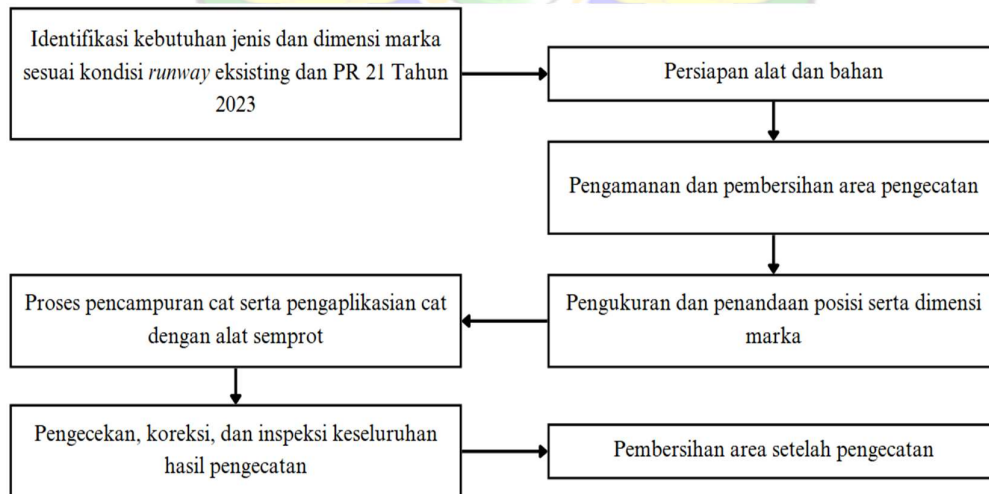 Identifikasi kebutuhan jenis dan dimensi marka
sesuai kondisi runway eksisting dan PR 21 Tahun
2023
Persiapan alat dan bahan
Pengamanan dan pembersihan area pengecatan
Pengukuran dan penandaan posisi serta dimensi
marka
Proses pencampuran cat serta pengaplikasian cat
dengan alat semprot
Pengecekan, koreksi, dan inspeksi keseluruhan
hasil pengecatan
Pembersihan area setelah pengecatan